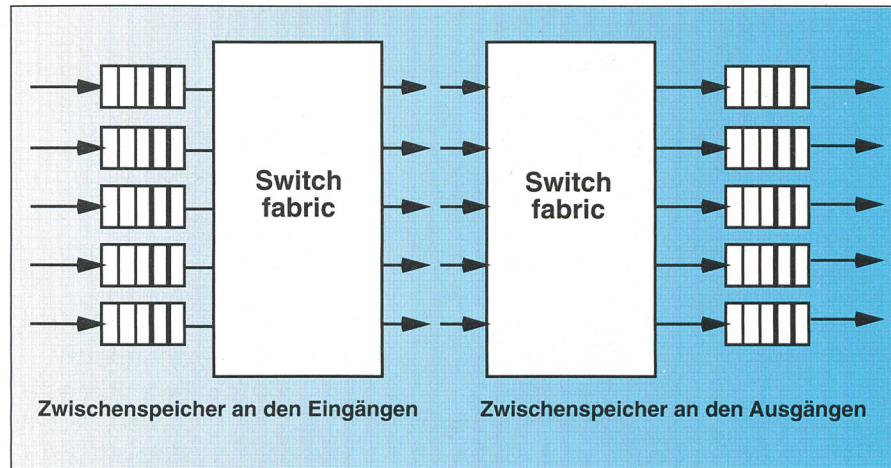 Switch
fabric
Switch
fabric
Zwischenspeicher an den Eingängen
Zwischenspeicher an den Ausgängen